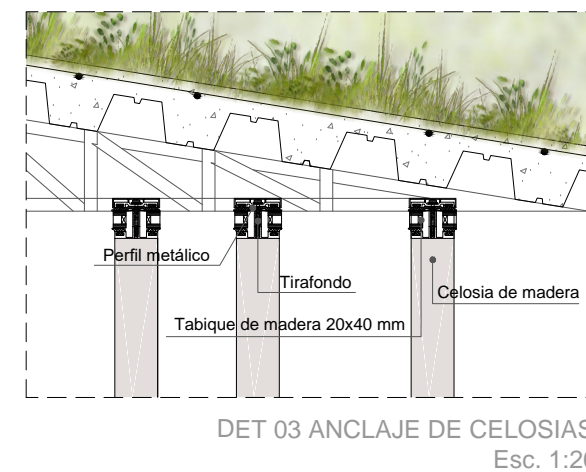 Perfil metálico
Tirafondo
Celosia de madera
Tabique de madera 20x40 mm
DET 03 ANCLAJE DE CELOSIAS
Esc. 1:20